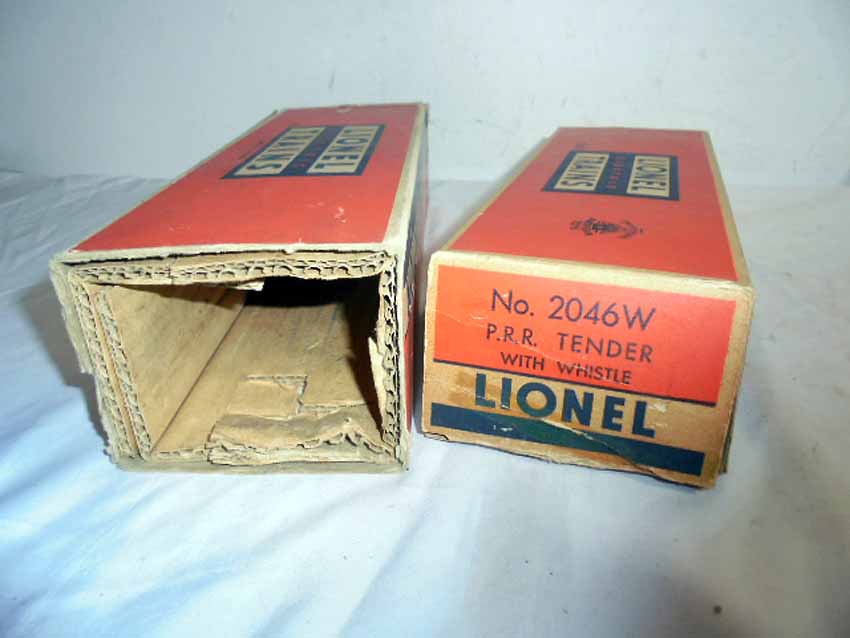 LIONEL
TRAINS
LIONEL
TRAINS
No. 2046W
P.R.R. TENDER
WITH WHISTLE
LIONEL